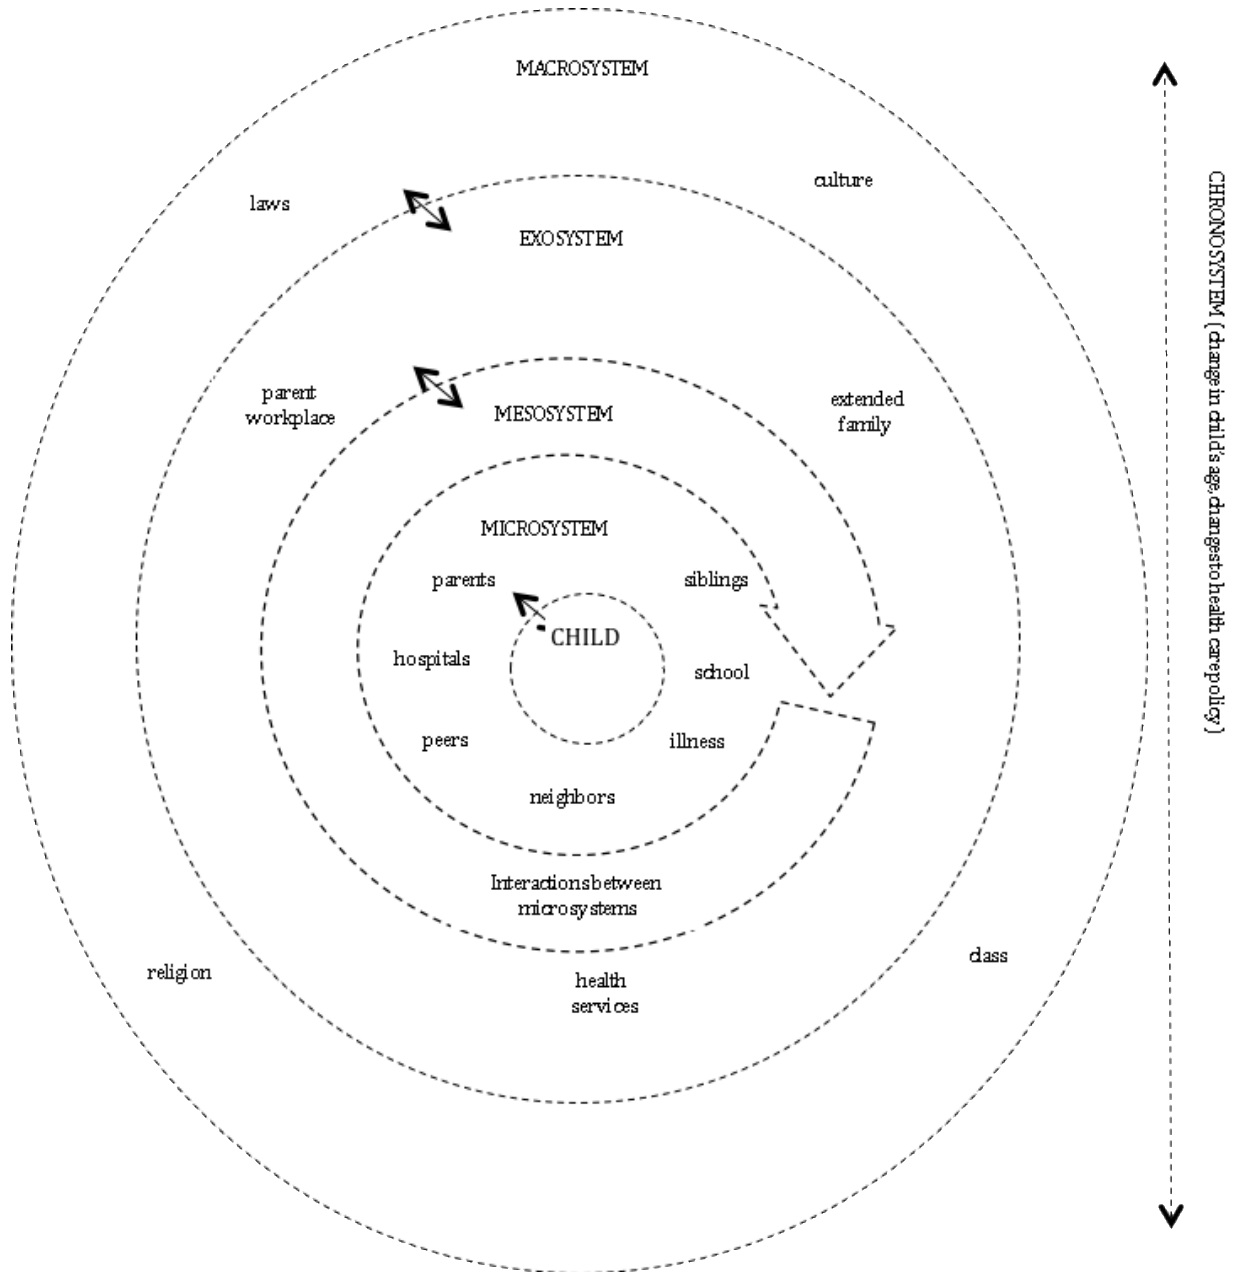 MACROSYSTEM
culture
laws
EXOSYSTEM
parent
workplace
extended
family
MESOSYSTEM
MICROSYSTEM
parents
siblings
CHILD
hospitals
school
peers
illness
neighbors
Interactions between
microsystems
religion
class
health
services
CHRONOSYSTEM (change in child's age, changes to health care policy)